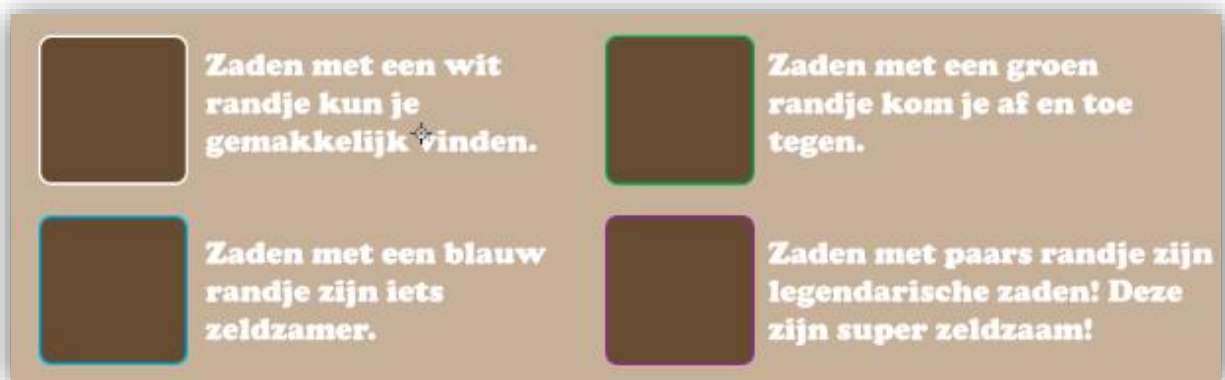 Zaden met een wit
randje kun je
gemakkelijk vinden.
Zaden met een groen
randje kom je af en toe
tegen.
Zaden met een blauw
randje zijn iets
zeldzamer.
Zaden met paars randje zijn
legendarische zaden! Deze
zijn super zeldzaam!